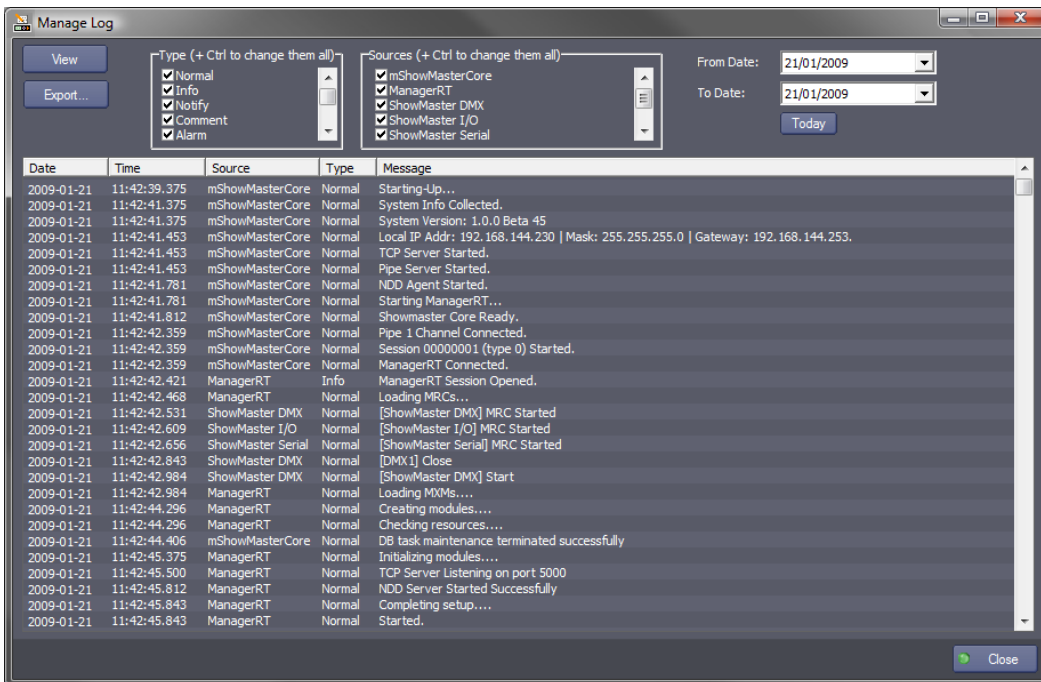 Manage Log
View
Export...
Type (+ Ctrl to change them all)
Normal
Info
Notify
Comment
Alarm
Sources (+ Ctrl to change them all)
mShowMasterCore
ManagerRT
ShowMaster DMX
ShowMaster I/O
ShowMaster Serial
From Date: 21/01/2009
To Date: 21/01/2009
Today
Date Time Source Type Message
2009-01-21 11:42:39.375 mShowMasterCore Normal Starting-Up...
2009-01-21 11:42:41.375 mShowMasterCore Normal System Info Collected.
2009-01-21 11:42:41.375 mShowMasterCore Normal System Version: 1.0.0 Beta 45
2009-01-21 11:42:41.453 mShowMasterCore Normal Local IP Addr: 192.168.144.230 | Mask: 255.255.255.0 | Gateway: 192.168.144.253.
2009-01-21 11:42:41.453 mShowMasterCore Normal TCP Server Started.
2009-01-21 11:42:41.453 mShowMasterCore Normal Pipe Server Started.
2009-01-21 11:42:41.781 mShowMasterCore Normal NDD Agent Started.
2009-01-21 11:42:41.781 mShowMasterCore Normal Starting ManagerRT...
2009-01-21 11:42:41.812 mShowMasterCore Normal Showmaster Core Ready.
2009-01-21 11:42:42.359 mShowMasterCore Normal Pipe 1 Channel Connected.
2009-01-21 11:42:42.359 mShowMasterCore Normal Session 00000001 (type 0) Started.
2009-01-21 11:42:42.359 mShowMasterCore Normal ManagerRT Connected.
2009-01-21 11:42:42.421 ManagerRT Info ManagerRT Session Opened.
2009-01-21 11:42:42.468 ManagerRT Normal Loading MRCs...
2009-01-21 11:42:42.531 ShowMaster DMX Normal [ShowMaster DMX] MRC Started
2009-01-21 11:42:42.609 ShowMaster I/O Normal [ShowMaster I/O] MRC Started
2009-01-21 11:42:42.656 ShowMaster Serial Normal [ShowMaster Serial] MRC Started
2009-01-21 11:42:42.843 ShowMaster DMX Normal [DMX1] Close
2009-01-21 11:42:42.984 ShowMaster DMX Normal [ShowMaster DMX] Start
2009-01-21 11:42:42.984 ManagerRT Normal Loading MXMs....
2009-01-21 11:42:44.296 ManagerRT Normal Creating modules....
2009-01-21 11:42:44.296 ManagerRT Normal Checking resources....
2009-01-21 11:42:44.406 mShowMasterCore Normal DB task maintenance terminated successfully
2009-01-21 11:42:45.375 ManagerRT Normal Initializing modules....
2009-01-21 11:42:45.500 ManagerRT Normal TCP Server Listening on port 5000
2009-01-21 11:42:45.812 ManagerRT Normal NDD Server Started Successfully
2009-01-21 11:42:45.843 ManagerRT Normal Completing setup....
2009-01-21 11:42:45.843 ManagerRT Normal Started.
Close